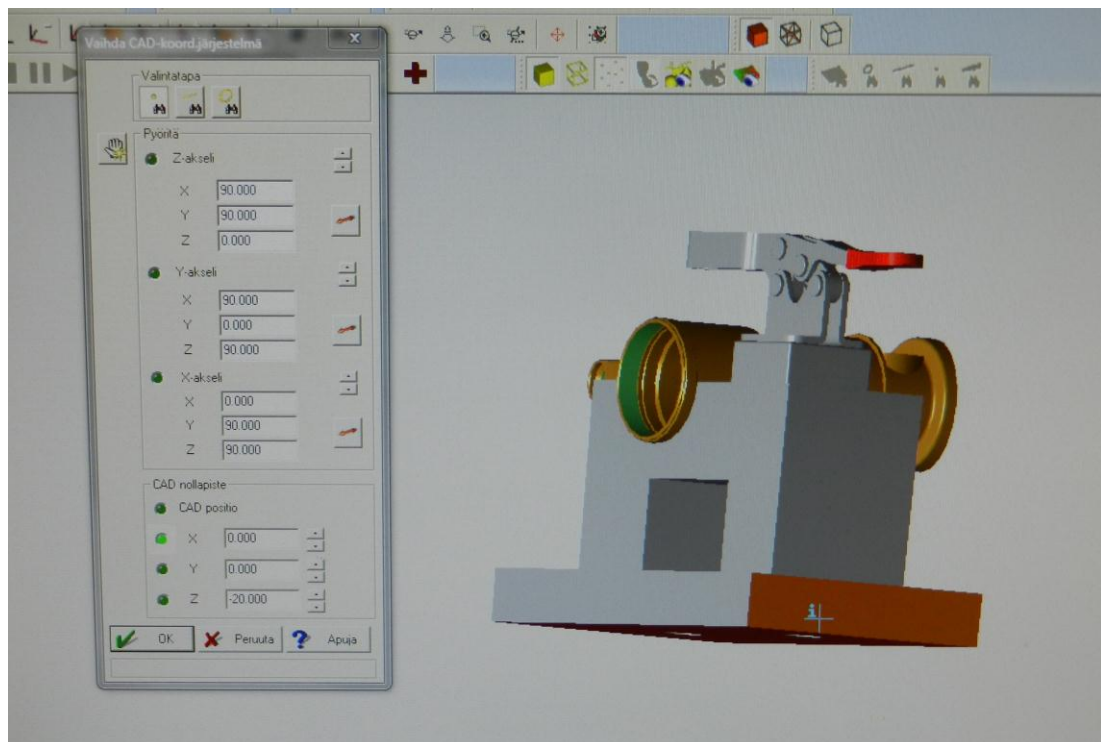 Vaihda CAD-koord.järjestelmä
Valintatapa
Pyöritä
Z-akseli
X 90.000
Y 90.000
Z 0.000
Y-akseli
X 90.000
Y 0.000
Z 90.000
X-akseli
X 0.000
Y 90.000
Z 90.000
CAD nollapiste
CAD positio
X 0.000
Y 0.000
Z -20.000
OK Peruuta ? Apuja
i